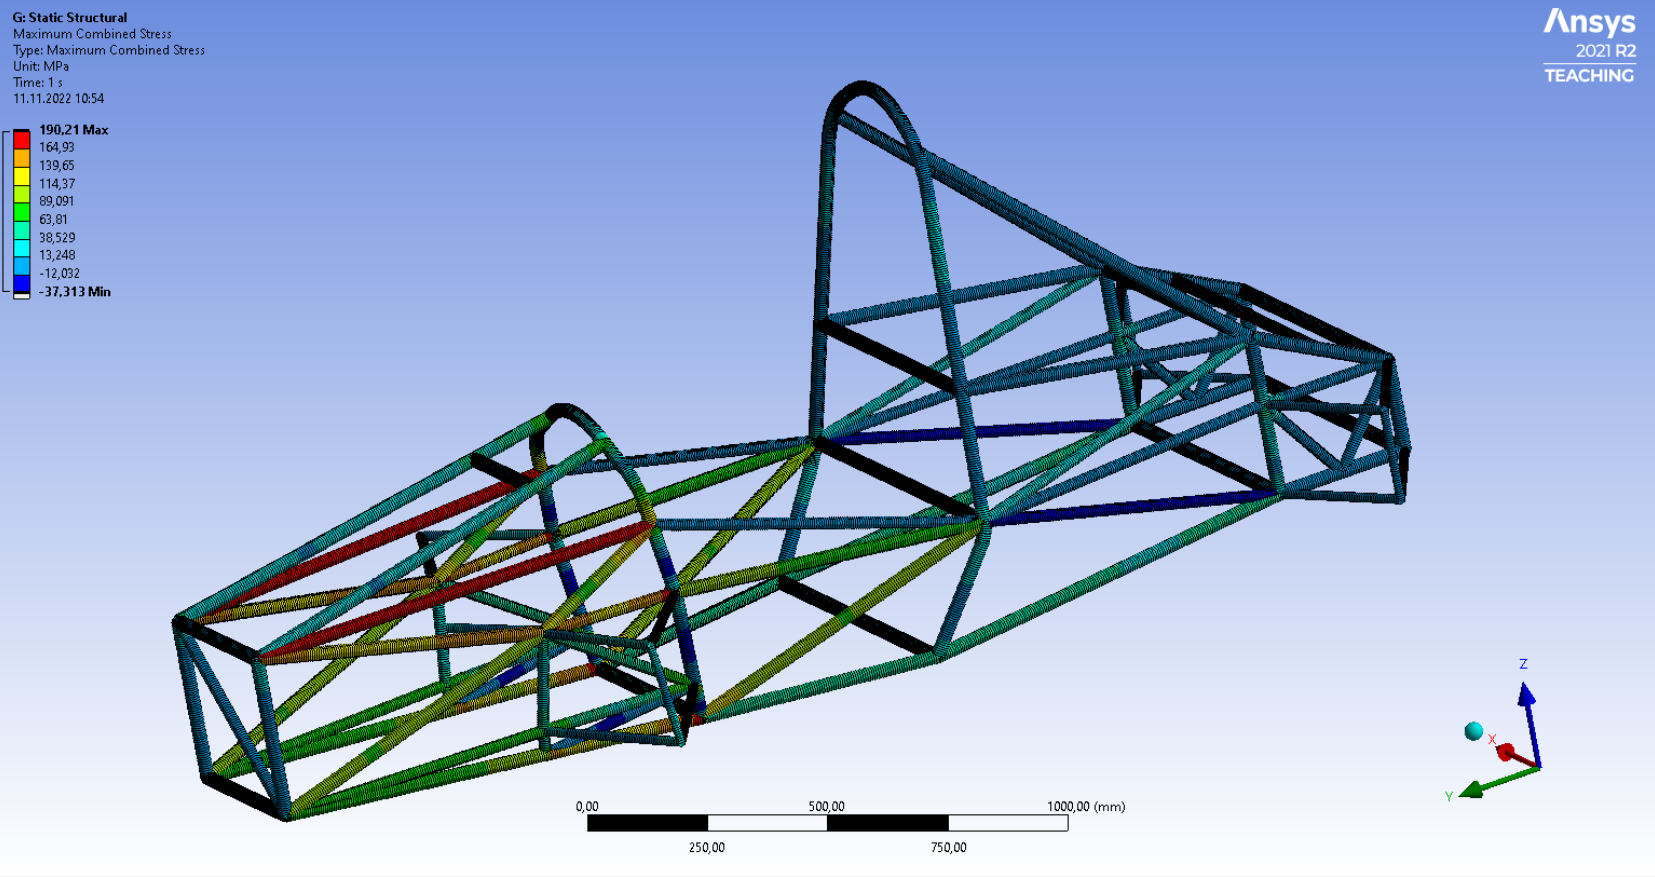 G: Static Structural
Maximum Combined Stress
Type: Maximum Combined Stress
Unit: MPa
Time: 1 s
11.11.2022 10:54
190,21 Max
164,93
139,65
114,37
89,091
63,81
38,529
13,248
-12,032
-37,313 Min
Ansys
2021 R2
TEACHING
Z
X
Y
0,00 500,00 1000,00 (mm)
250,00 750,00